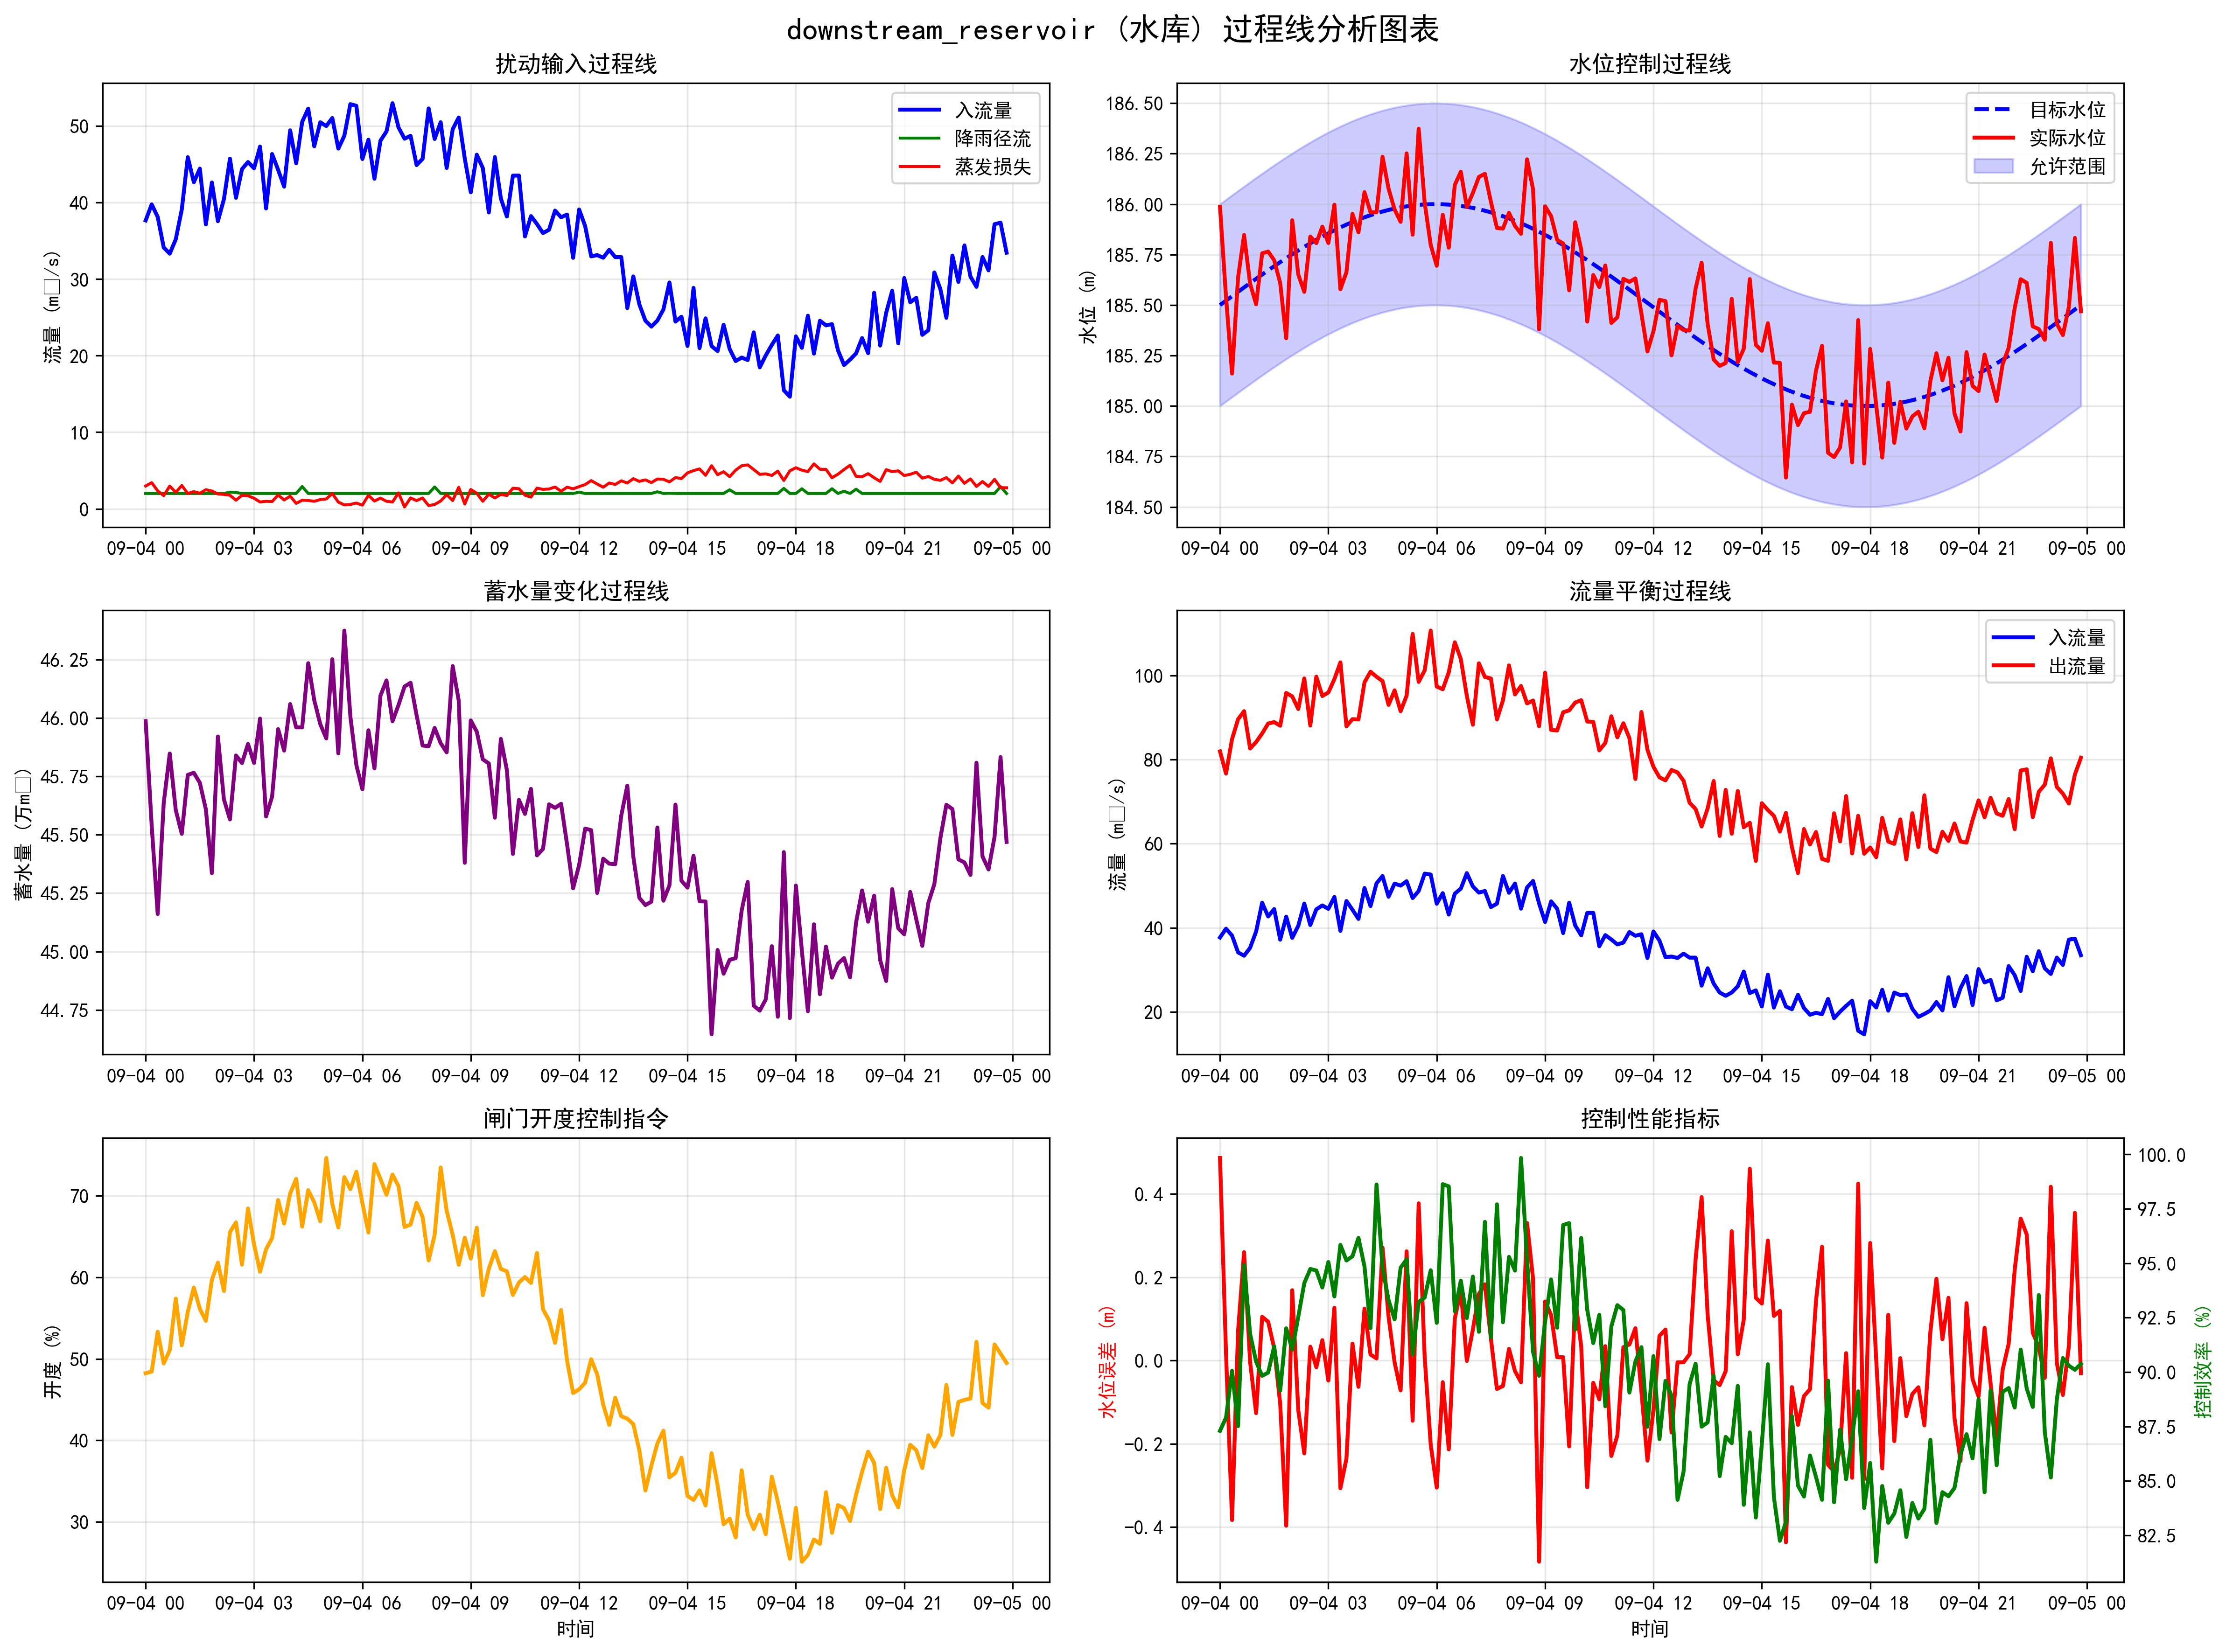 downstream_reservoir (水库) 过程线分析图表
扰动输入过程线
流量 (m□/s)
50
40
30
20
10
0
入流量
降雨径流
蒸发损失
09-04 00 09-04 03 09-04 06 09-04 09 09-04 12 09-04 15 09-04 18 09-04 21 09-05 00
水位控制过程线
水位 (m)
186.50
186.25
186.00
185.75
185.50
185.25
185.00
184.75
184.50
目标水位
实际水位
允许范围
09-04 00 09-04 03 09-04 06 09-04 09 09-04 12 09-04 15 09-04 18 09-04 21 09-05 00
蓄水量变化过程线
蓄水量 (万m□)
46.25
46.00
45.75
45.50
45.25
45.00
44.75
09-04 00 09-04 03 09-04 06 09-04 09 09-04 12 09-04 15 09-04 18 09-04 21 09-05 00
流量平衡过程线
流量 (m□/s)
100
80
60
40
20
入流量
出流量
09-04 00 09-04 03 09-04 06 09-04 09 09-04 12 09-04 15 09-04 18 09-04 21 09-05 00
闸门开度控制指令
开度 (%)
70
60
50
40
30
09-04 00 09-04 03 09-04 06 09-04 09 09-04 12 09-04 15 09-04 18 09-04 21 09-05 00
时间
控制性能指标
水位误差 (m)
0.4
0.2
0.0
-0.2
-0.4
100.0
97.5
95.0
92.5
90.0
87.5
85.0
82.5
控制效率 (%)
09-04 00 09-04 03 09-04 06 09-04 09 09-04 12 09-04 15 09-04 18 09-04 21 09-05 00
时间